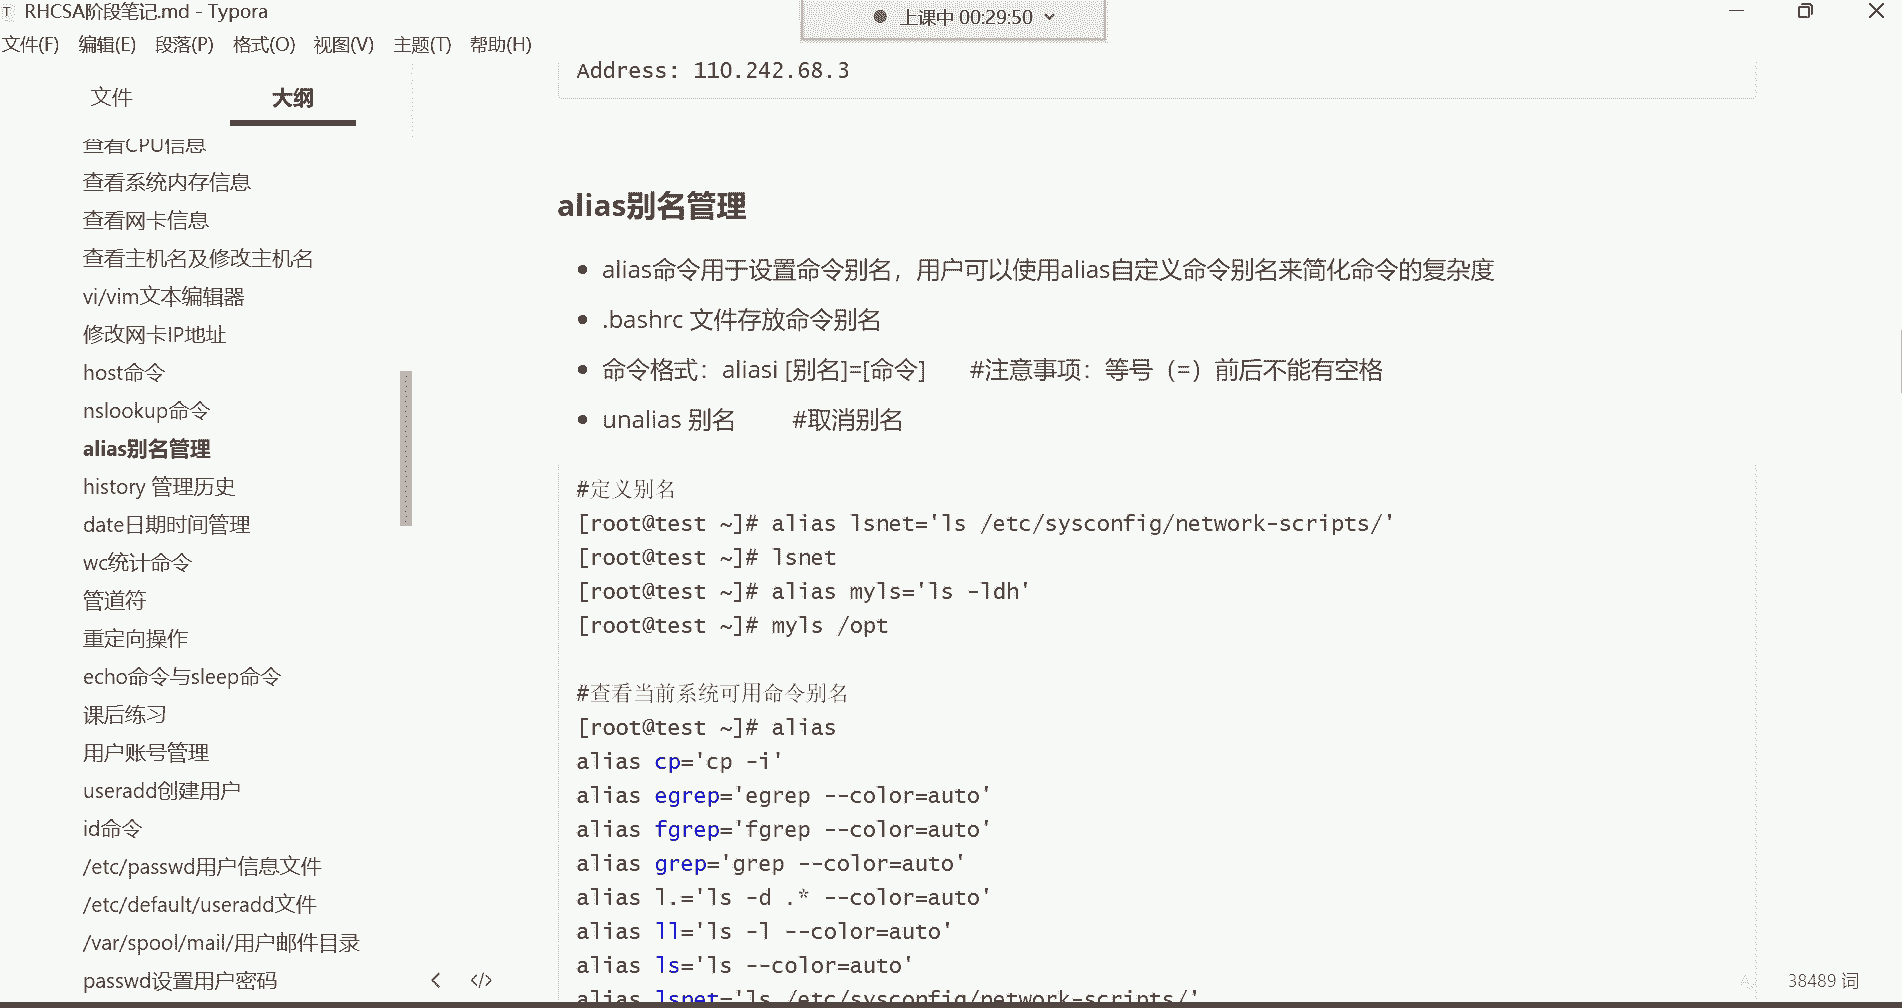 RHCSA阶段笔记.md - Typora
上课中 00:29:50
文件(F) 编辑(E) 段落(P) 格式(O) 视图(V) 主题(T) 帮助(H)
文件 大纲
查看CPU信息
查看系统内存信息
查看网卡信息
查看主机名及修改主机名
vi/vim文本编辑器
修改网卡IP地址
host命令
nslookup命令
alias别名管理
history 管理历史
date日期时间管理
wc统计命令
管道符
重定向操作
echo命令与sleep命令
课后练习
用户账号管理
useradd创建用户
id命令
/etc/passwd用户信息文件
/etc/default/useradd文件
/var/spool/mail/用户邮件目录
passwd设置用户密码
Address: 110.242.68.3
alias别名管理
alias命令用于设置命令别名，用户可以使用alias自定义命令别名来简化命令的复杂度
.bashrc 文件存放命令别名
命令格式：aliasi [别名]=[命令] #注意事项：等号（=）前后不能有空格
unalias 别名 #取消别名
#定义别名
[root@test ~]# alias lsnet='ls /etc/sysconfig/network-scripts/'
[root@test ~]# lsnet
[root@test ~]# alias myls='ls -ldh'
[root@test ~]# myls /opt
#查看当前系统可用命令别名
[root@test ~]# alias
alias cp='cp -i'
alias egrep='egrep --color=auto'
alias fgrep='fgrep --color=auto'
alias grep='grep --color=auto'
alias l.='ls -d .* --color=auto'
alias ll='ls -l --color=auto'
alias ls='ls --color=auto'
alias lsnet='ls /etc/sysconfig/network-scripts/'
38489 词